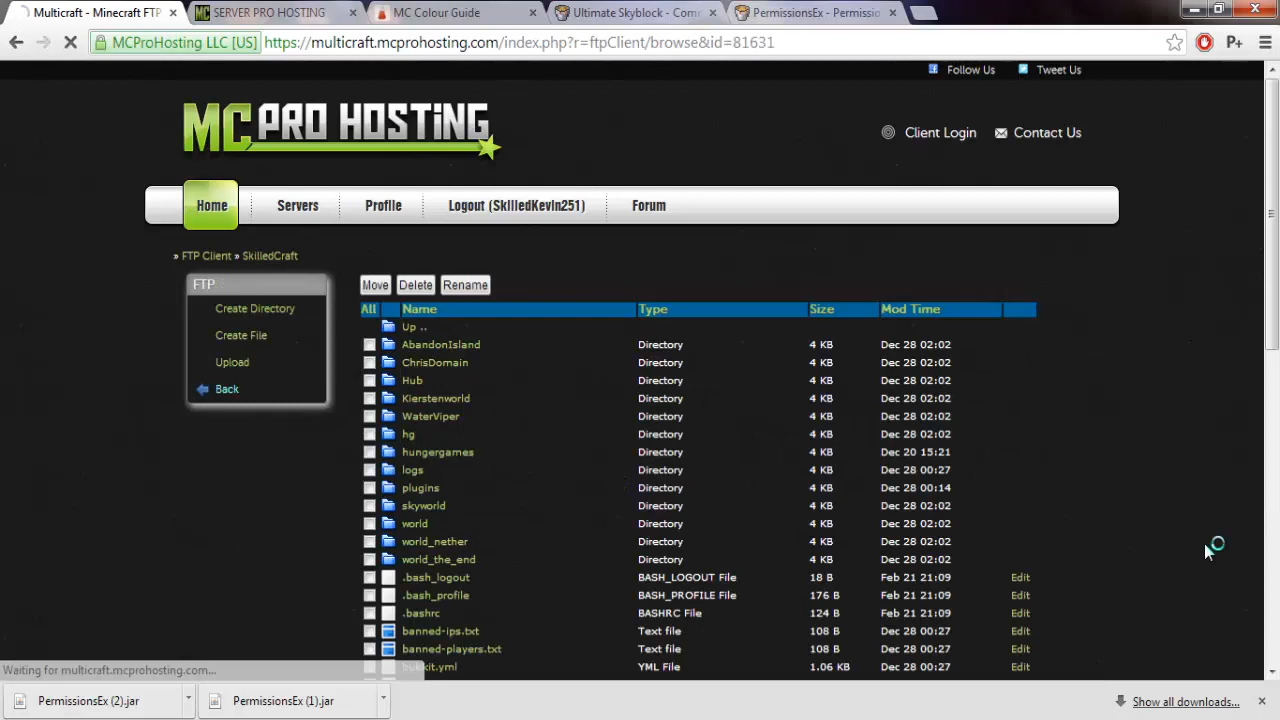 Multicraft - Minecraft FTP × SERVER PRO HOSTING × MC Colour Guide × Ultimate Skyblock - Com × PermissionsEx - Permissio ×
MCProHosting LLC [US] https://multicraft.mcprohosting.com/index.php?r=ftpClient/browse&id=81631 P+
Follow Us Tweet Us
MC PRO HOSTING
Client Login Contact Us
Home Servers Profile Logout (SkilledKevin251) Forum
» FTP Client » SkilledCraft
FTP
Create Directory
Create File
Upload
Back
Move Delete Rename
All Name Type Size Mod Time
Up ..
AbandonIsland Directory 4 KB Dec 28 02:02
ChrisDomain Directory 4 KB Dec 28 02:02
Hub Directory 4 KB Dec 28 02:02
Kierstenworld Directory 4 KB Dec 28 02:02
WaterViper Directory 4 KB Dec 28 02:02
hg Directory 4 KB Dec 28 02:02
hungergames Directory 4 KB Dec 20 15:21
logs Directory 4 KB Dec 28 00:27
plugins Directory 4 KB Dec 28 00:14
skyworld Directory 4 KB Dec 28 02:02
world Directory 4 KB Dec 28 02:02
world_nether Directory 4 KB Dec 28 02:02
world_the_end Directory 4 KB Dec 28 02:02
.bash_logout BASH_LOGOUT File 18 B Feb 21 21:09 Edit
.bash_profile BASH_PROFILE File 176 B Feb 21 21:09 Edit
.bashrc BASHRC File 124 B Feb 21 21:09 Edit
banned-ips.txt Text file 108 B Dec 28 00:27 Edit
banned-players.txt Text file 108 B Dec 28 00:27 Edit
bukkit.yml YML File 1.06 KB Dec 28 00:27 Edit
Waiting for multicraft.mcprohosting.com...
PermissionsEx (2).jar PermissionsEx (1).jar Show all downloads...